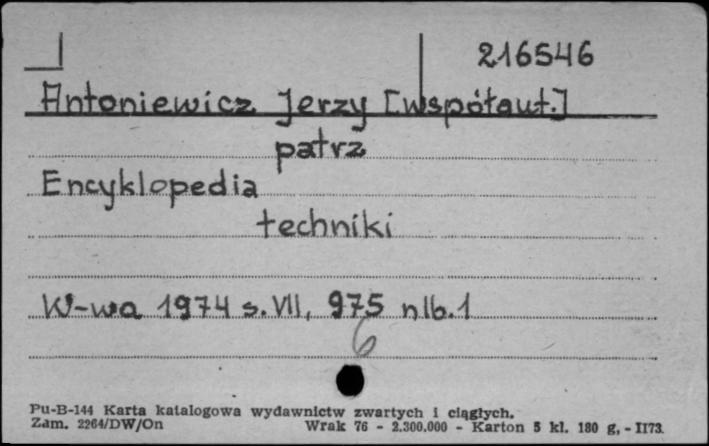 216546
Antoniewicz Jerzy [współaut.]
patrz
Encyklopedia
techniki
W-wa 1974 s. VII, 975 nlb. 1
6
Pu-B-144 Karta katalogowa wydawnictw zwartych i ciągłych.
Zam. 2264/DW/On Wrak 76 - 2.300.000 - Karton 5 kl. 180 g, - II73.